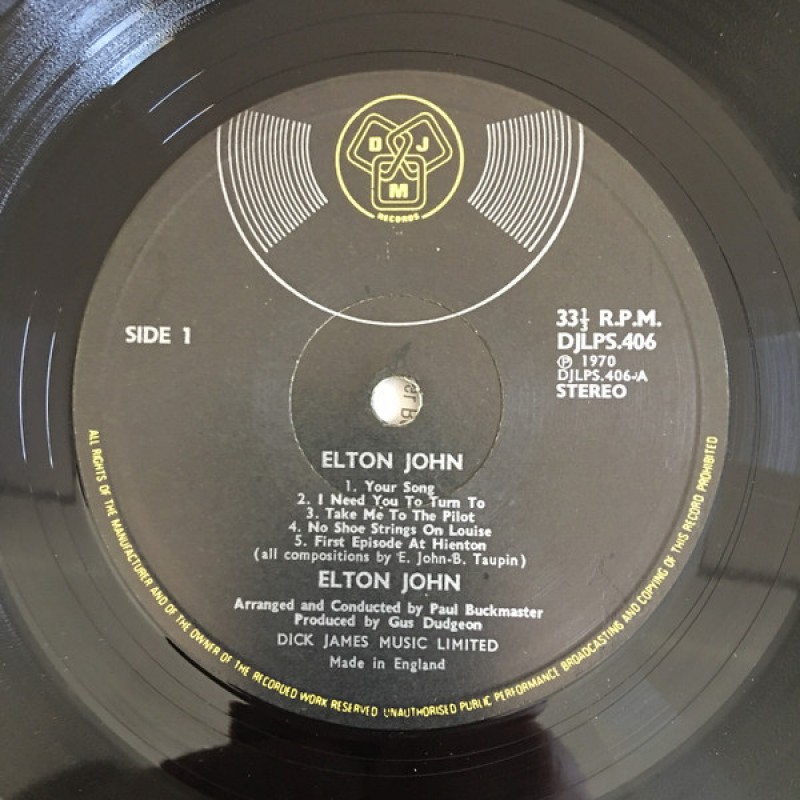 D J
M
RECORDS
SIDE 1
33⅓ R.P.M.
DJLPS.406
℗ 1970
DJLPS.406-A
STEREO
ELTON JOHN
1. Your Song
2. I Need You To Turn To
3. Take Me To The Pilot
4. No Shoe Strings On Louise
5. First Episode At Hienton
(all compositions by E. John-B. Taupin)
ELTON JOHN
Arranged and Conducted by Paul Buckmaster
Produced by Gus Dudgeon
DICK JAMES MUSIC LIMITED
Made in England
ALL RIGHTS OF THE MANUFACTURER AND OF THE OWNER OF THE RECORDED WORK RESERVED UNAUTHORISED PUBLIC PERFORMANCE BROADCASTING AND COPYING OF THIS RECORD PROHIBITED